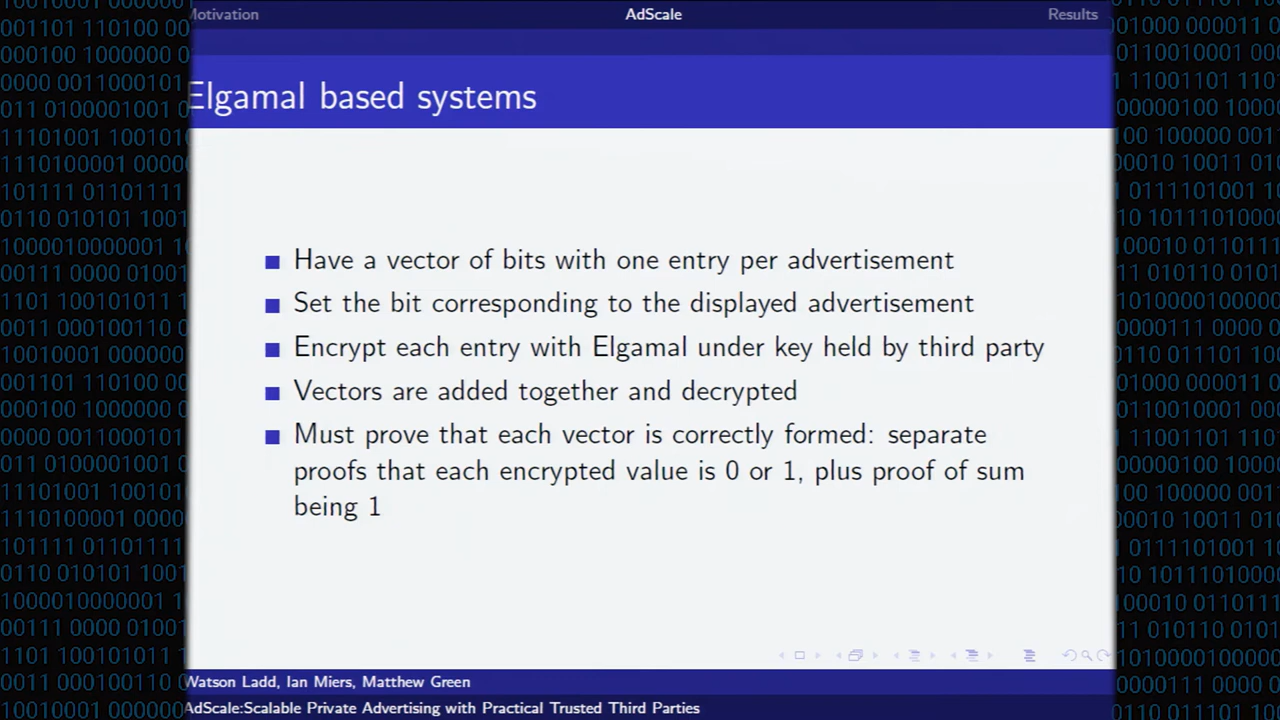 Motivation
AdScale
Results
Elgamal based systems
Have a vector of bits with one entry per advertisement
Set the bit corresponding to the displayed advertisement
Encrypt each entry with Elgamal under key held by third party
Vectors are added together and decrypted
Must prove that each vector is correctly formed: separate
proofs that each encrypted value is 0 or 1, plus proof of sum
being 1
Watson Ladd, Ian Miers, Matthew Green
AdScale:Scalable Private Advertising with Practical Trusted Third Parties